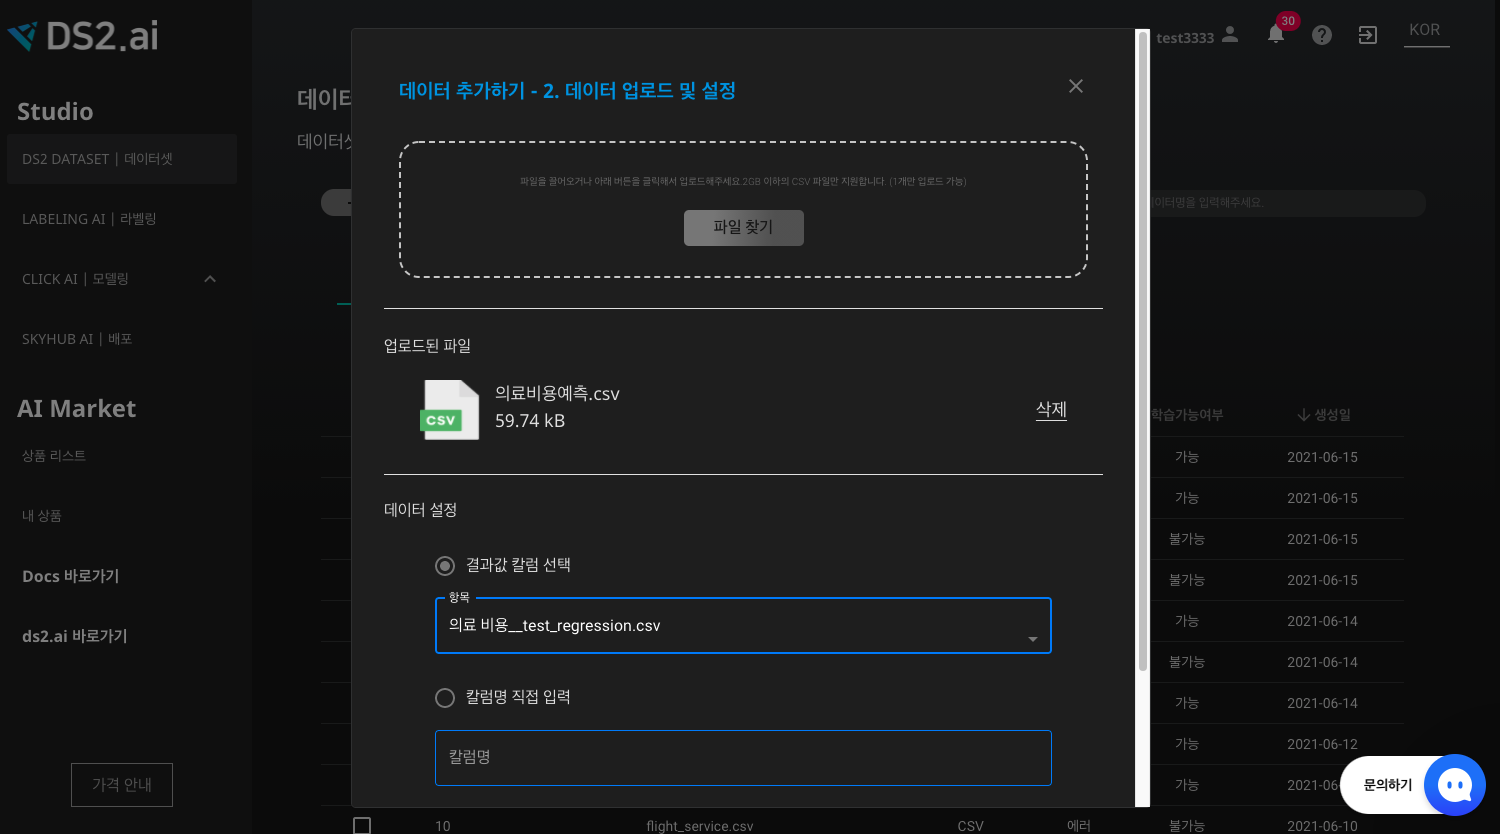 DS2.ai
Studio
DS2 DATASET | 데이터셋
LABELING AI | 라벨링
CLICK AI | 모델링
SKYHUB AI | 배포
AI Market
상품 리스트
내 상품
Docs 바로가기
ds2.ai 바로가기
가격 안내
test3333
30
KOR
데이터
데이터셋
데이터 추가하기 - 2. 데이터 업로드 및 설정
파일을 끌어오거나 아래 버튼을 클릭해서 업로드해주세요.2GB 이하의 CSV 파일만 지원합니다. (1개만 업로드 가능)
파일 찾기
업로드된 파일
CSV
의료비용예측.csv
59.74 kB
삭제
데이터 설정
결과값 칼럼 선택
항목
의료 비용__test_regression.csv
칼럼명 직접 입력
칼럼명
데이터명을 입력해주세요.
학습가능여부 생성일
가능 2021-06-15
가능 2021-06-15
불가능 2021-06-15
불가능 2021-06-15
가능 2021-06-14
불가능 2021-06-14
가능 2021-06-14
가능 2021-06-12
가능 2021-06-
10 flight_service.csv CSV 에러 불가능 2021-06-10
문의하기